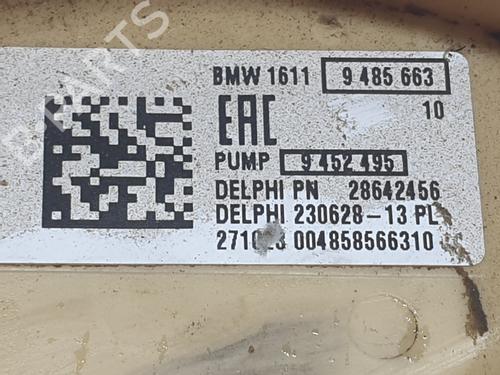 BMW 1611 9 485 663
EAC 10
PUMP 9 452 495
DELPHI PN 28642456
DELPHI 230628-13 PL
004858566310
B-PARTS